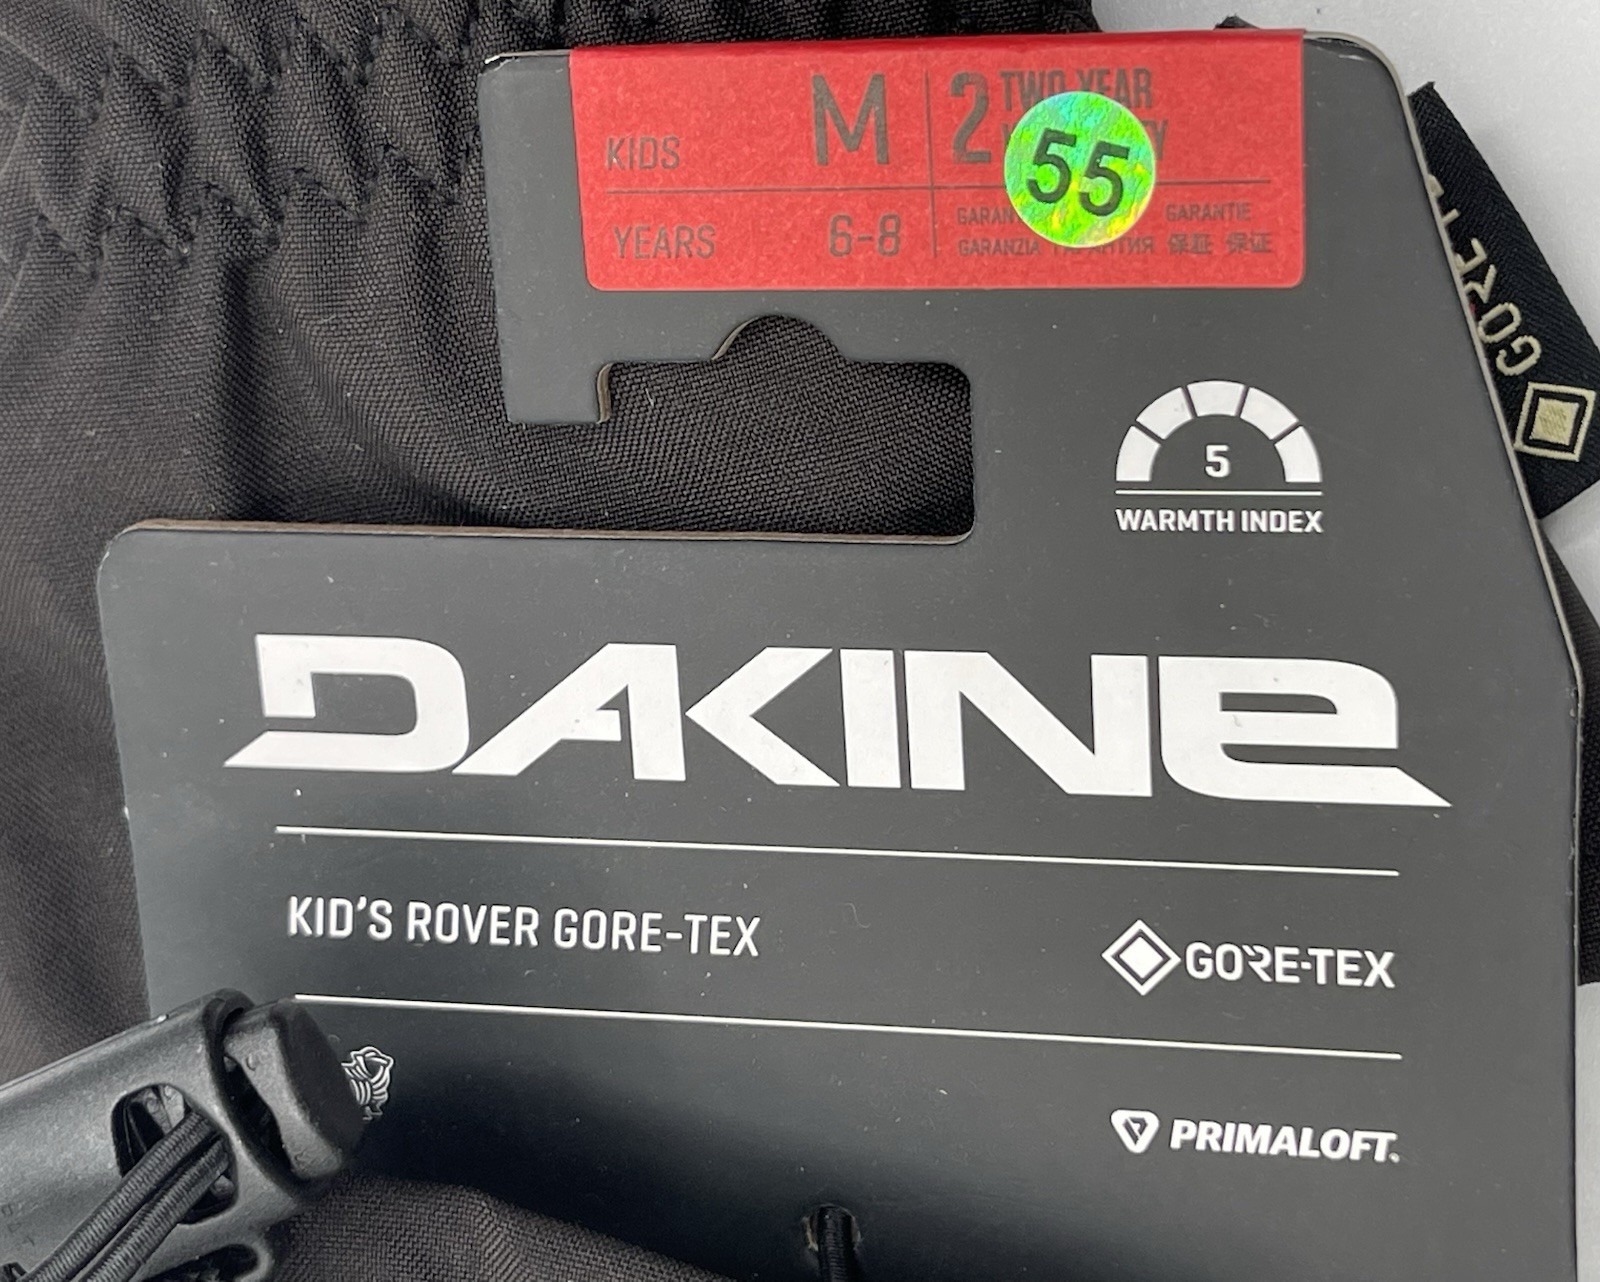 KIDS M
YEARS 6-8
2 TWO YEAR
55
GARANTIE
GARANZIA ГАРАНТИЯ 保証 保证
GORE-TEX
5
WARMTH INDEX
DAKINE
KID'S ROVER GORE-TEX
GORE-TEX
PRIMALOFT